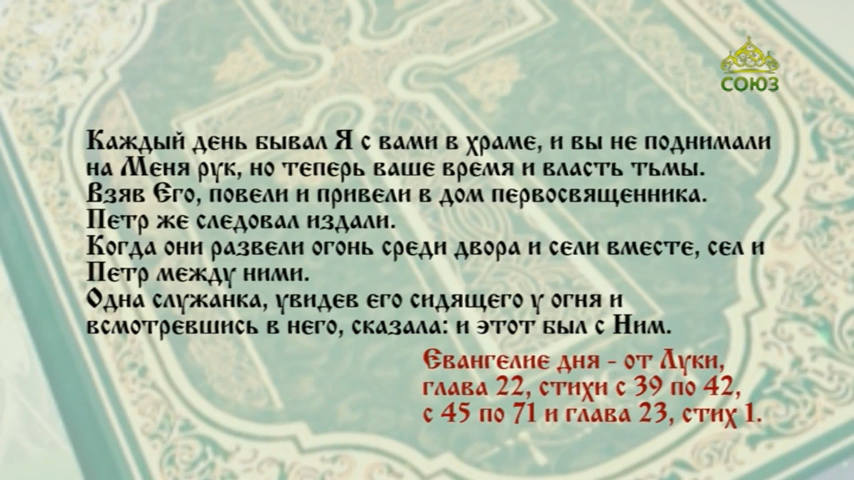 СОЮЗ
Каждый день бывал Я с вами в храме, и вы не поднимали
на Меня рук, но теперь ваше время и власть тьмы.
Взяв Его, повели и привели в дом первосвященника.
Петр же следовал издали.
Когда они развели огонь среди двора и сели вместе, сел и
Петр между ними.
Одна служанка, увидев его сидящего у огня и
всмотревшись в него, сказала: и этот был с Ним.
Евангелие дня - от Луки,
глава 22, стихи с 39 по 42,
с 45 по 71 и глава 23, стих 1.